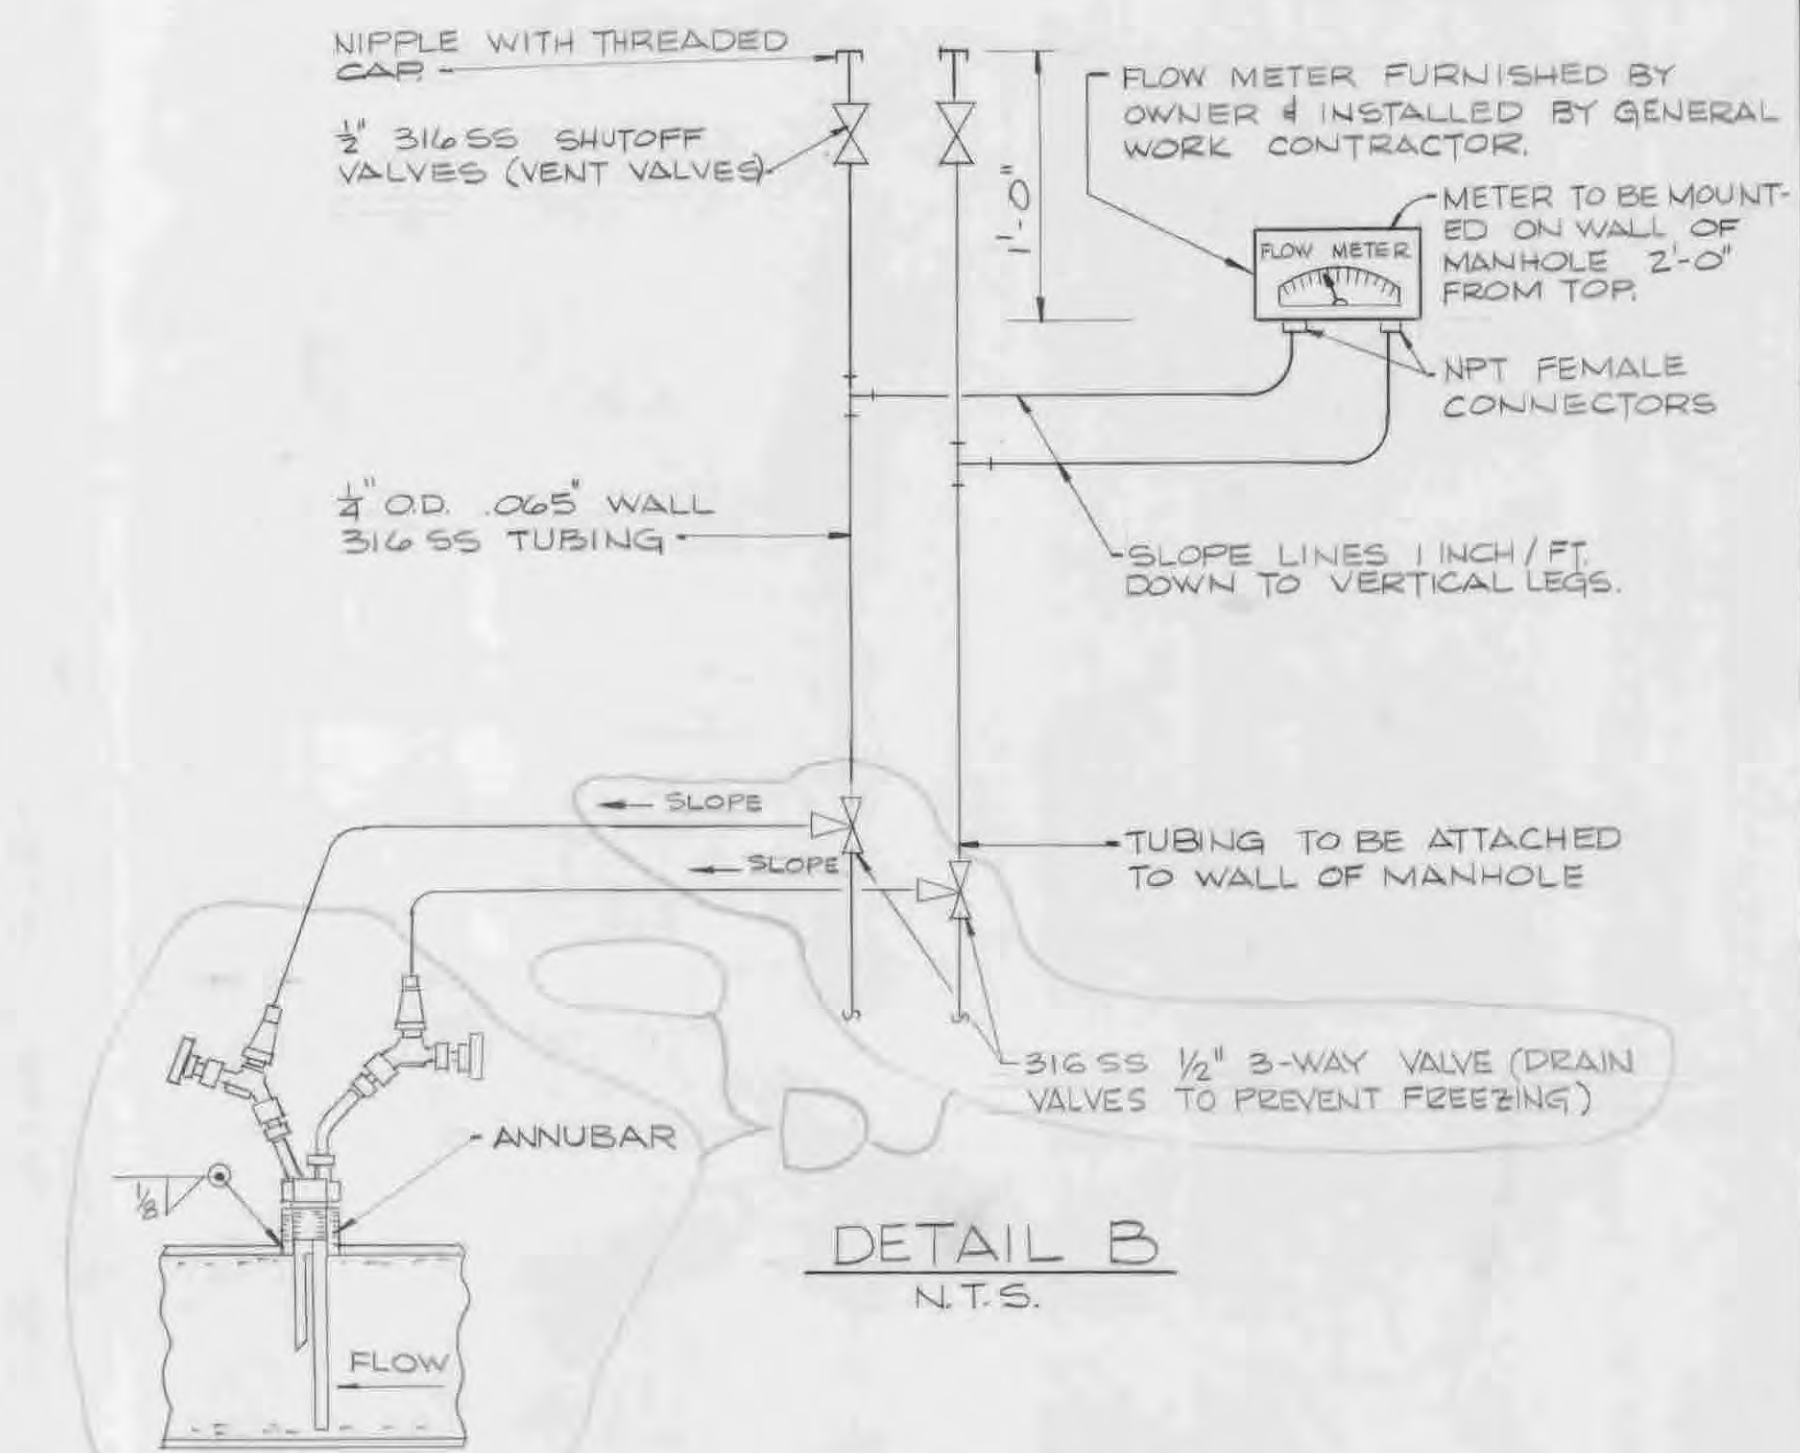 NIPPLE WITH THREADED
CAP.
1/2" 316 SS SHUTOFF
VALVES (VENT VALVES)
1'-0"
FLOW METER FURNISHED BY
OWNER & INSTALLED BY GENERAL
WORK CONTRACTOR.
METER TO BE MOUNT-
ED ON WALL OF
MANHOLE 2'-0"
FROM TOP.
FLOW METER
NPT FEMALE
CONNECTORS
1/4" O.D. .065" WALL
316 SS TUBING
SLOPE LINES 1 INCH/FT.
DOWN TO VERTICAL LEGS.
SLOPE
SLOPE
TUBING TO BE ATTACHED
TO WALL OF MANHOLE
316 SS 1/2" 3-WAY VALVE (DRAIN
VALVES TO PREVENT FREEZING)
ANNUBAR
1/8
FLOW
DETAIL B
N.T.S.